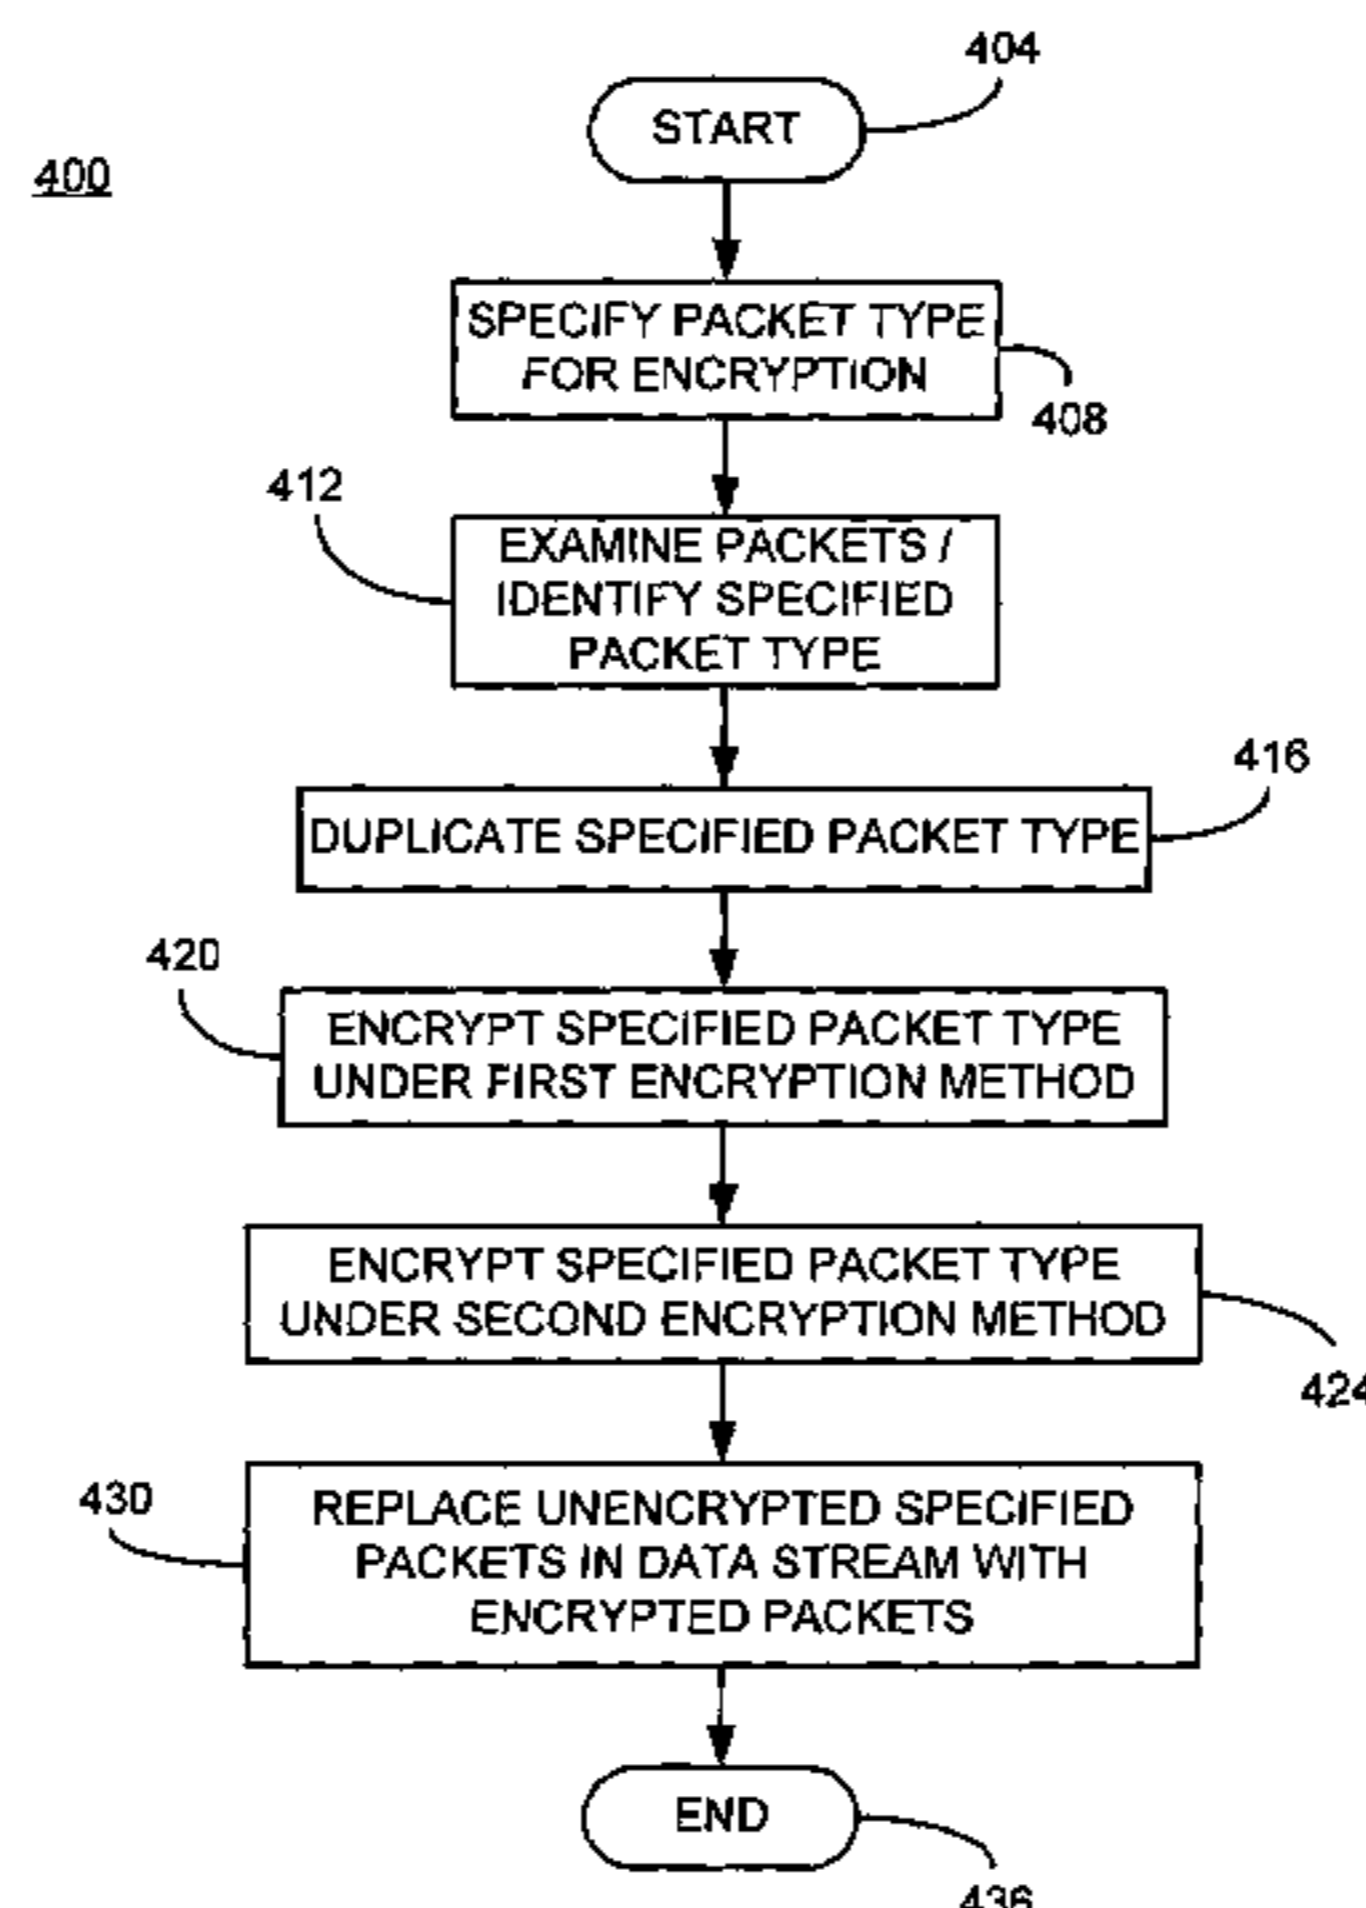 404
START
400
SPECIFY PACKET TYPE
FOR ENCRYPTION
408
412
EXAMINE PACKETS /
IDENTIFY SPECIFIED
PACKET TYPE
416
DUPLICATE SPECIFIED PACKET TYPE
420
ENCRYPT SPECIFIED PACKET TYPE
UNDER FIRST ENCRYPTION METHOD
ENCRYPT SPECIFIED PACKET TYPE
UNDER SECOND ENCRYPTION METHOD
424
430
REPLACE UNENCRYPTED SPECIFIED
PACKETS IN DATA STREAM WITH
ENCRYPTED PACKETS
END
436